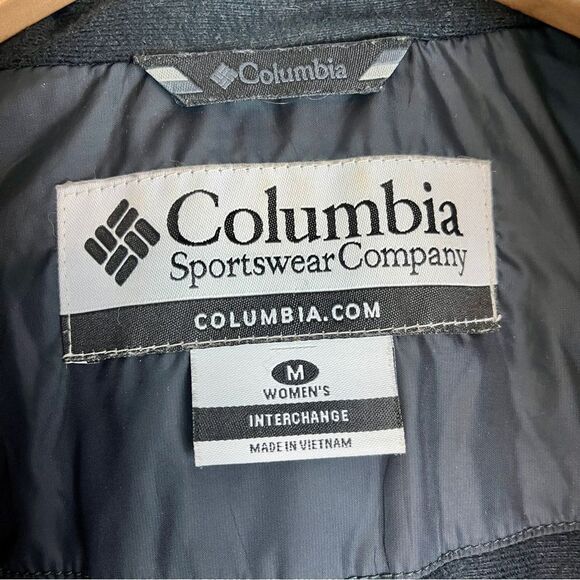 Columbia
Columbia
Sportswear Company
COLUMBIA.COM
M
WOMEN'S
INTERCHANGE
MADE IN VIETNAM